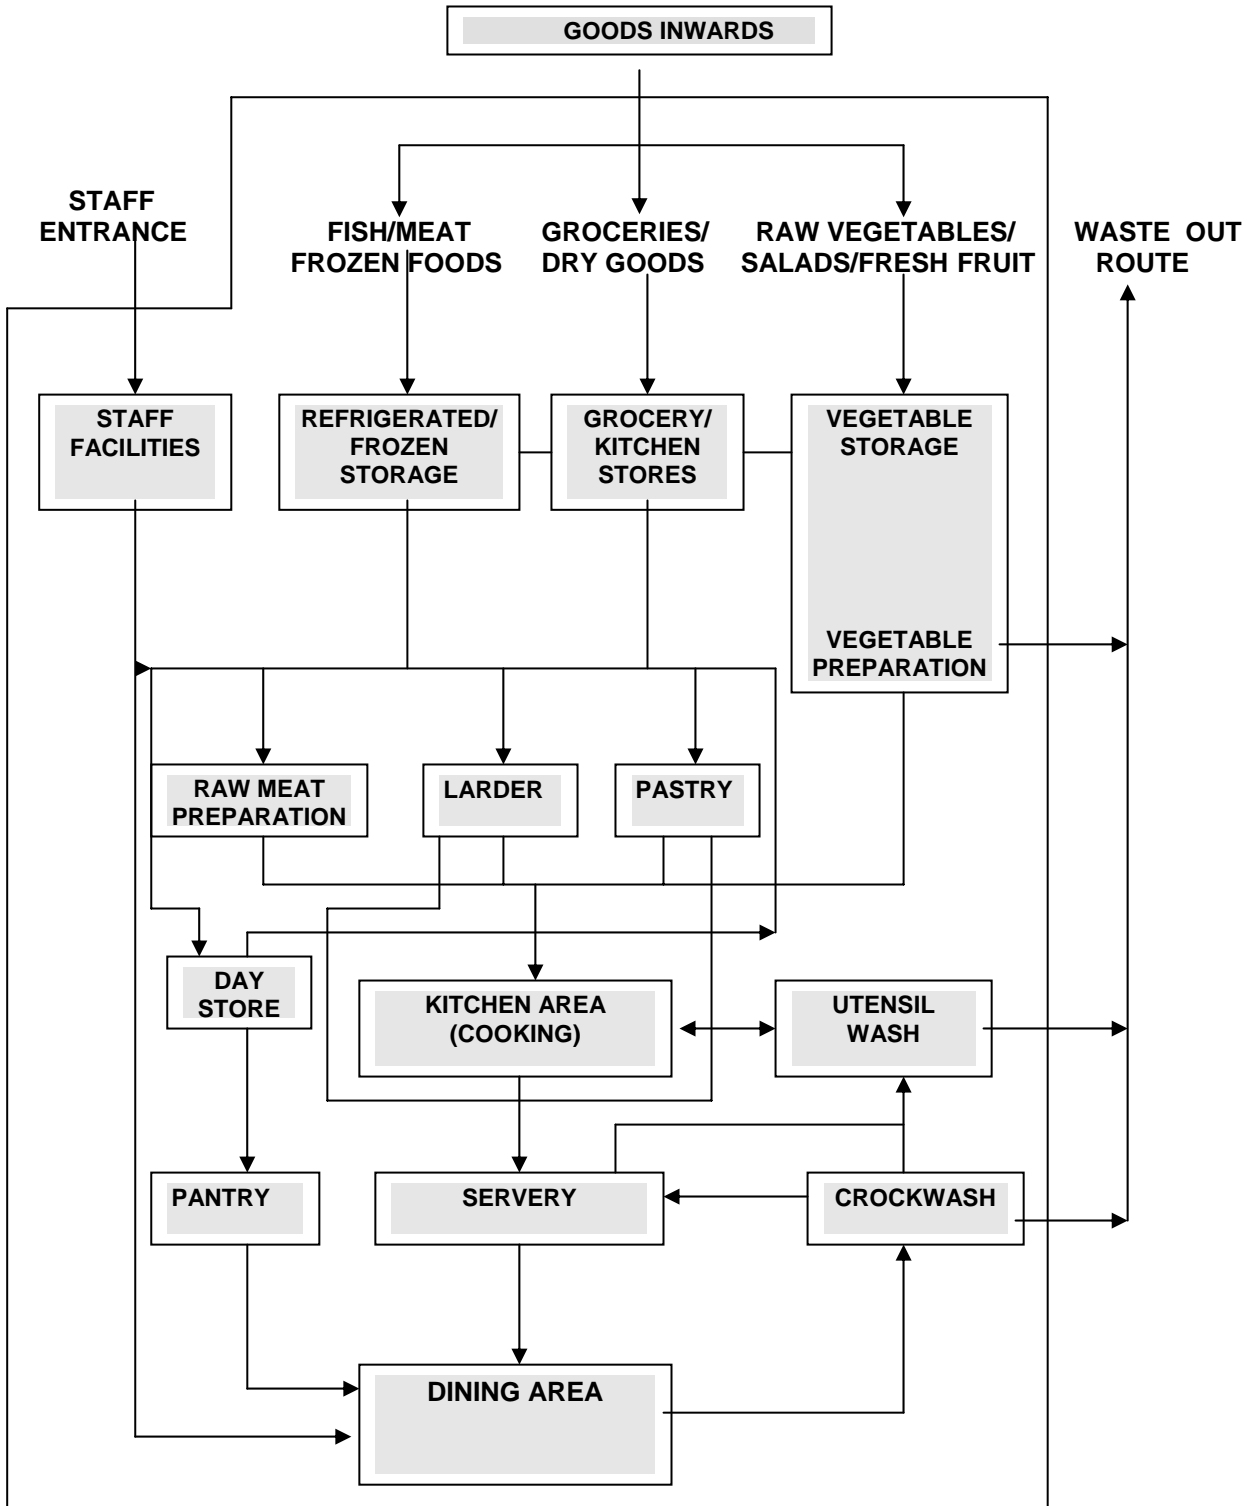 GOODS INWARDS
STAFF
ENTRANCE
FISH/MEAT
FROZEN FOODS
GROCERIES/
DRY GOODS
RAW VEGETABLES/
SALADS/FRESH FRUIT
WASTE OUT
ROUTE
STAFF
FACILITIES
REFRIGERATED/
FROZEN
STORAGE
GROCERY/
KITCHEN
STORES
VEGETABLE
STORAGE
VEGETABLE
PREPARATION
RAW MEAT
PREPARATION
LARDER
PASTRY
DAY
STORE
KITCHEN AREA
(COOKING)
UTENSIL
WASH
PANTRY
SERVERY
CROCKWASH
DINING AREA